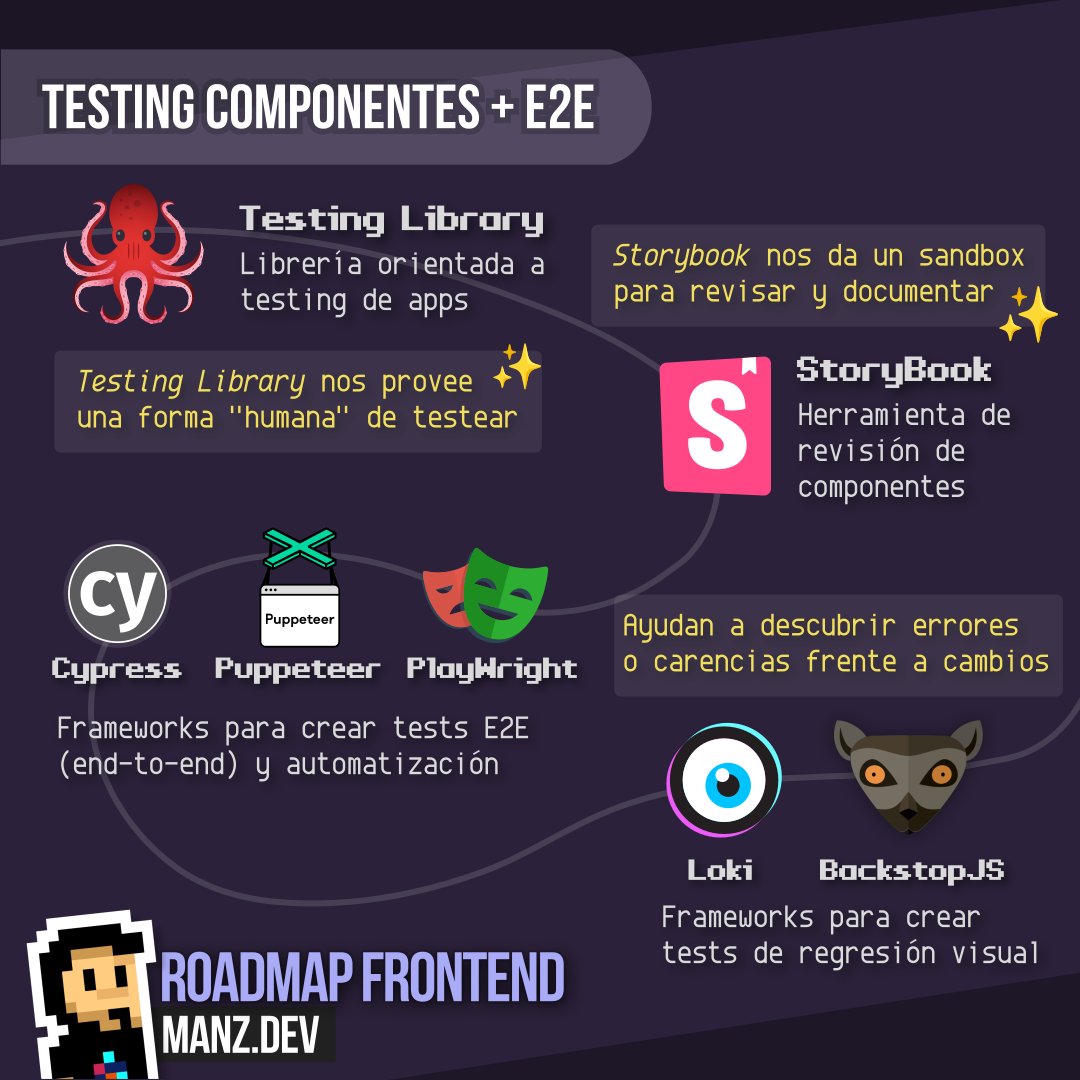 TESTING COMPONENTES + E2E
Testing Library
Librería orientada a
testing de apps
Testing Library nos provee
una forma "humana" de testear
Storybook nos da un sandbox
para revisar y documentar
S
StoryBook
Herramienta de
revisión de
componentes
cy
Cypress
Puppeteer
Puppeteer
PlayWright
Frameworks para crear tests E2E
(end-to-end) y automatización
Ayudan a descubrir errores
o carencias frente a cambios
Loki
BackstopJS
Frameworks para crear
tests de regresión visual
ROADMAP FRONTEND
MANZ.DEV